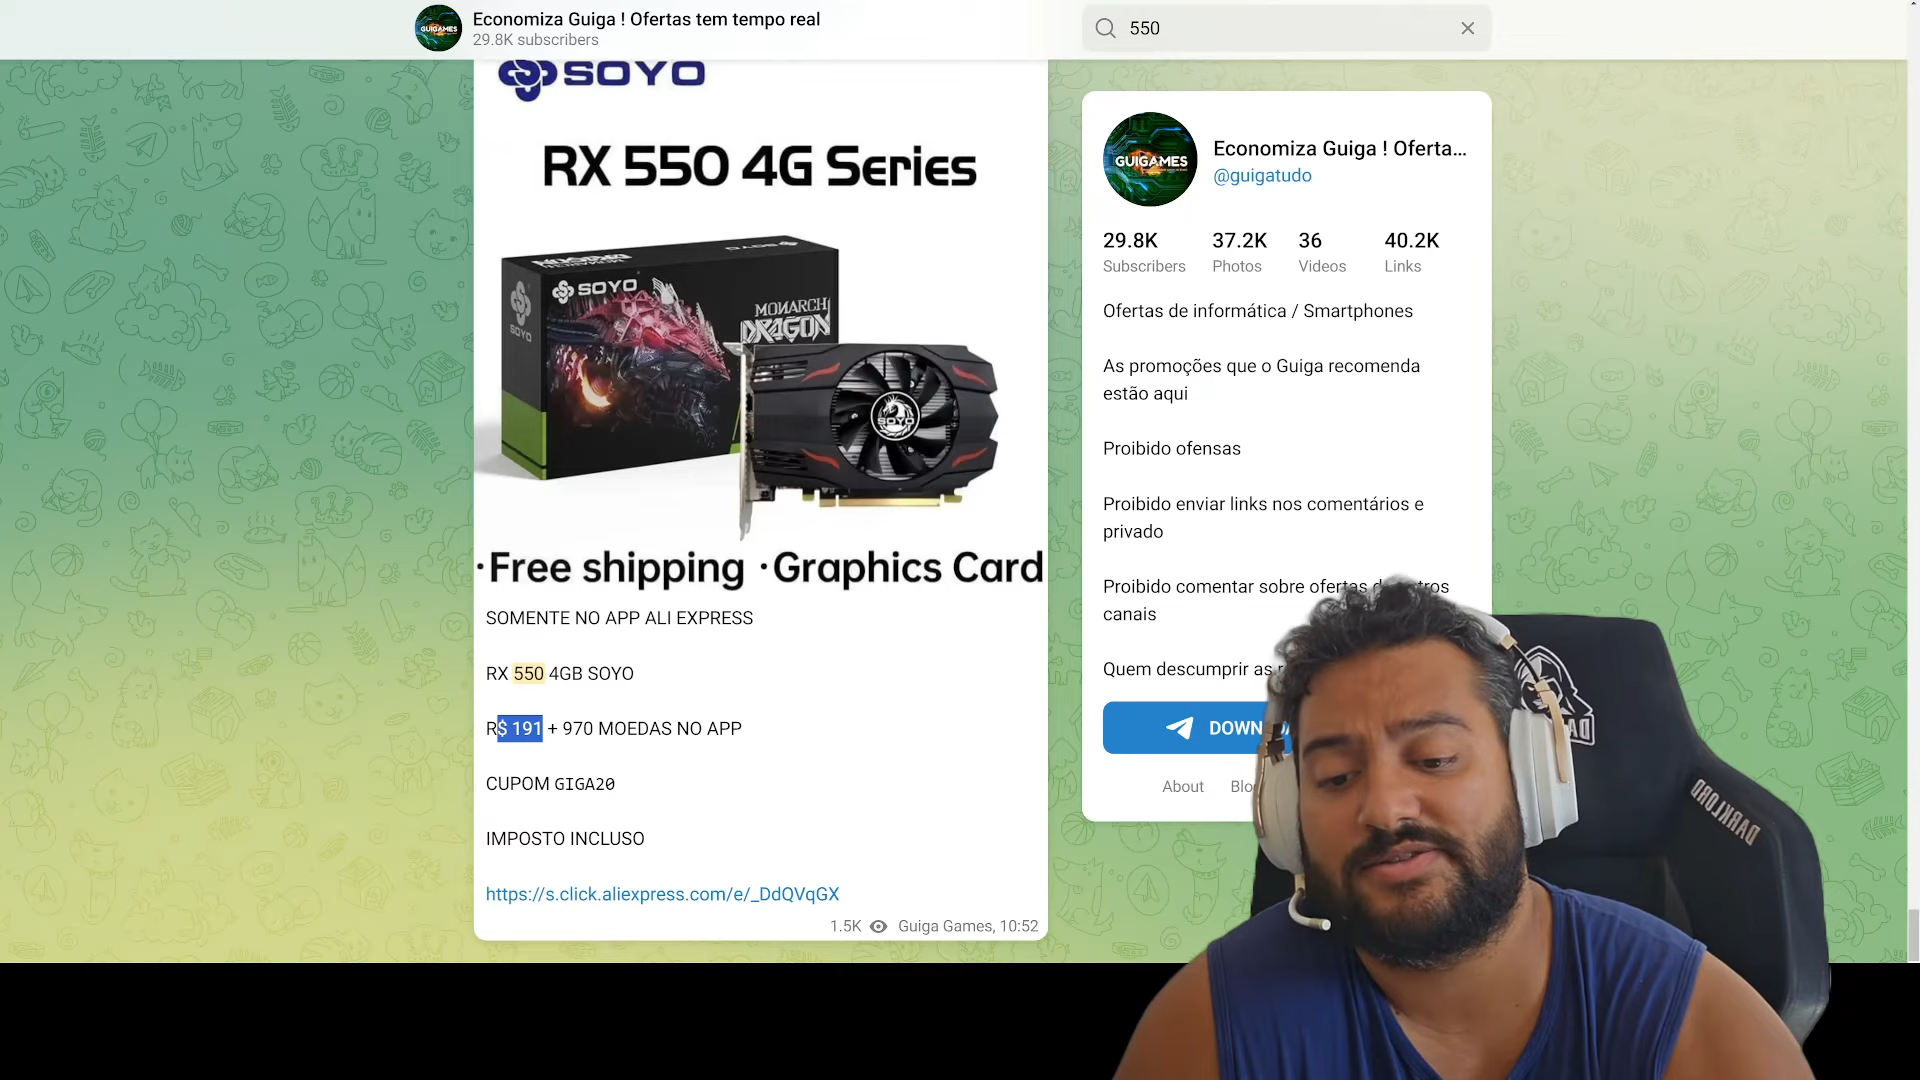 Economiza Guiga ! Ofertas tem tempo real
29.8K subscribers
550
SOYO
RX 550 4G Series
SOYO
SOYO
SOYO
MONARCH
DRAGON
SOYO
·Free shipping ·Graphics Card
SOMENTE NO APP ALI EXPRESS
RX 550 4GB SOYO
R$ 191 + 970 MOEDAS NO APP
CUPOM GIGA20
IMPOSTO INCLUSO
https://s.click.aliexpress.com/e/_DdQVqGX
1.5K Guiga Games, 10:52
GUIGAMES
Economiza Guiga ! Oferta...
@guigatudo
29.8K 37.2K 36 40.2K
Subscribers Photos Videos Links
Ofertas de informática / Smartphones
As promoções que o Guiga recomenda
estão aqui
Proibido ofensas
Proibido enviar links nos comentários e
privado
Proibido comentar sobre ofertas
canais
Quem descumprir as
DOWN
About
DARKLORD